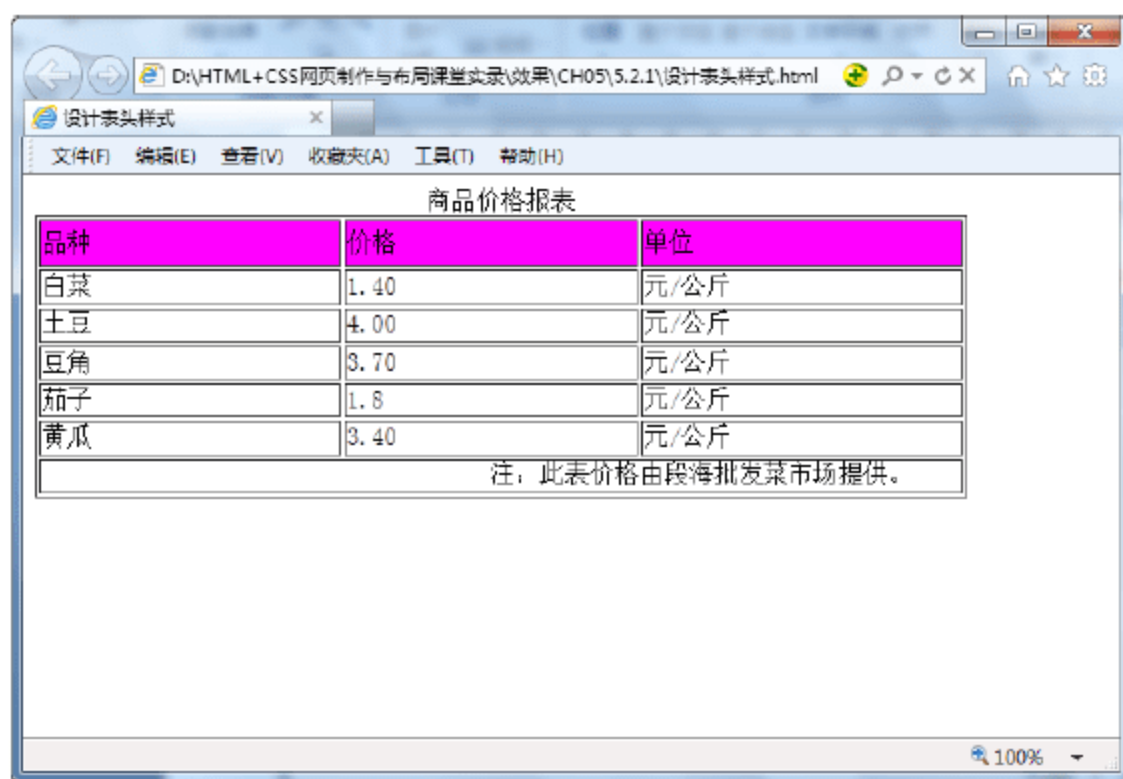 D:\HTML+CSS网页制作与布局课堂实录\效果\CH05\5.2.1\设计表头样式.html
设计表头样式
文件(F) 编辑(E) 查看(V) 收藏夹(A) 工具(T) 帮助(H)
商品价格报表
品种 价格 单位
白菜 1.40 元/公斤
土豆 4.00 元/公斤
豆角 3.70 元/公斤
茄子 1.8 元/公斤
黄瓜 3.40 元/公斤
注：此表价格由段海批发菜市场提供。
100%